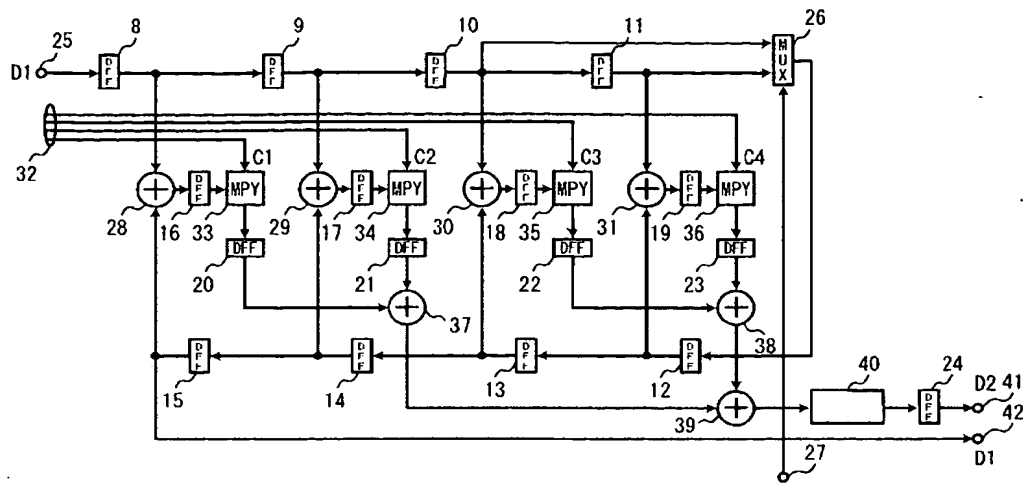 8 9 10 11 26
25
D1 DFF DFF DFF DFF MUX
32 C1 C2 C3 C4
DFF MPY DFF MPY DFF MPY DFF MPY
28 16 33 29 17 34 30 18 35 31 19 36
DFF DFF DFF DFF
20 21 22 23
37 38
DFF DFF DFF DFF
15 14 13 12
40 24 D2 41
DFF
39 42
D1
27